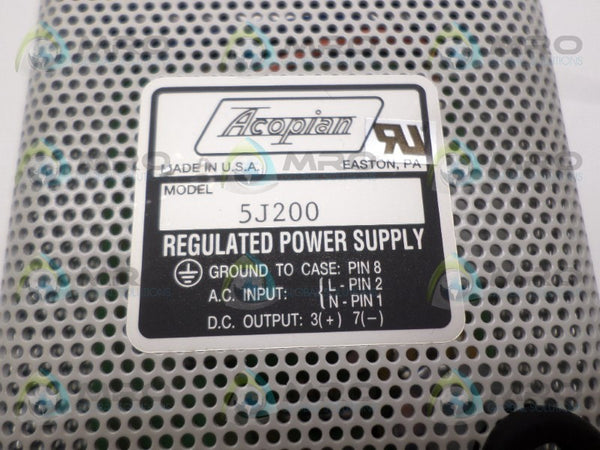 Acopian
MADE IN U.S.A. EASTON, PA
MODEL
5J200
REGULATED POWER SUPPLY
GROUND TO CASE: PIN 8
A.C. INPUT: L - PIN 2
N - PIN 1
D.C. OUTPUT: 3(+) 7(-)
MRO